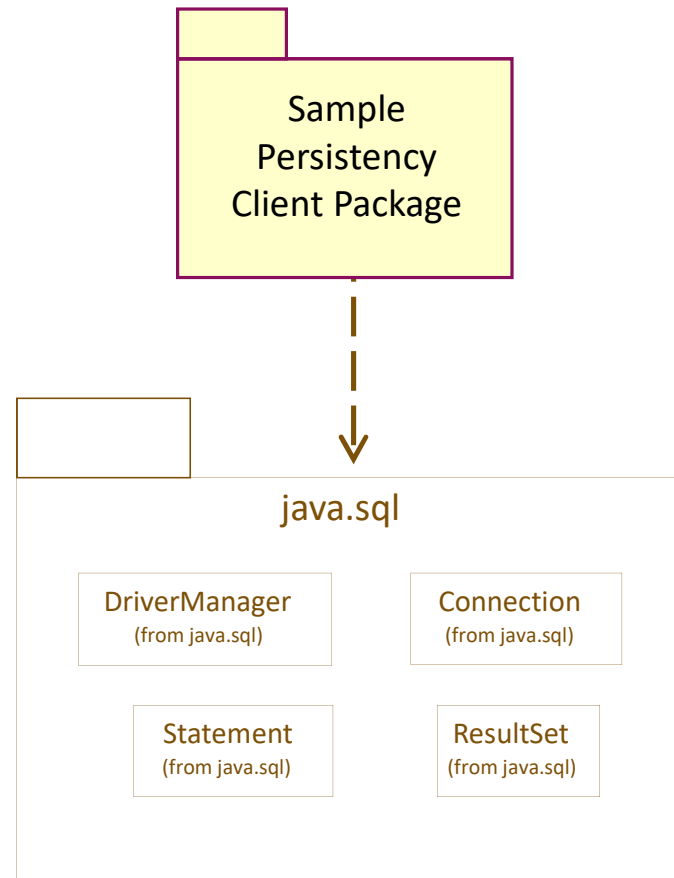 Sample
Persistency
Client Package
java.sql
DriverManager
(from java.sql)
Connection
(from java.sql)
Statement
(from java.sql)
ResultSet
(from java.sql)